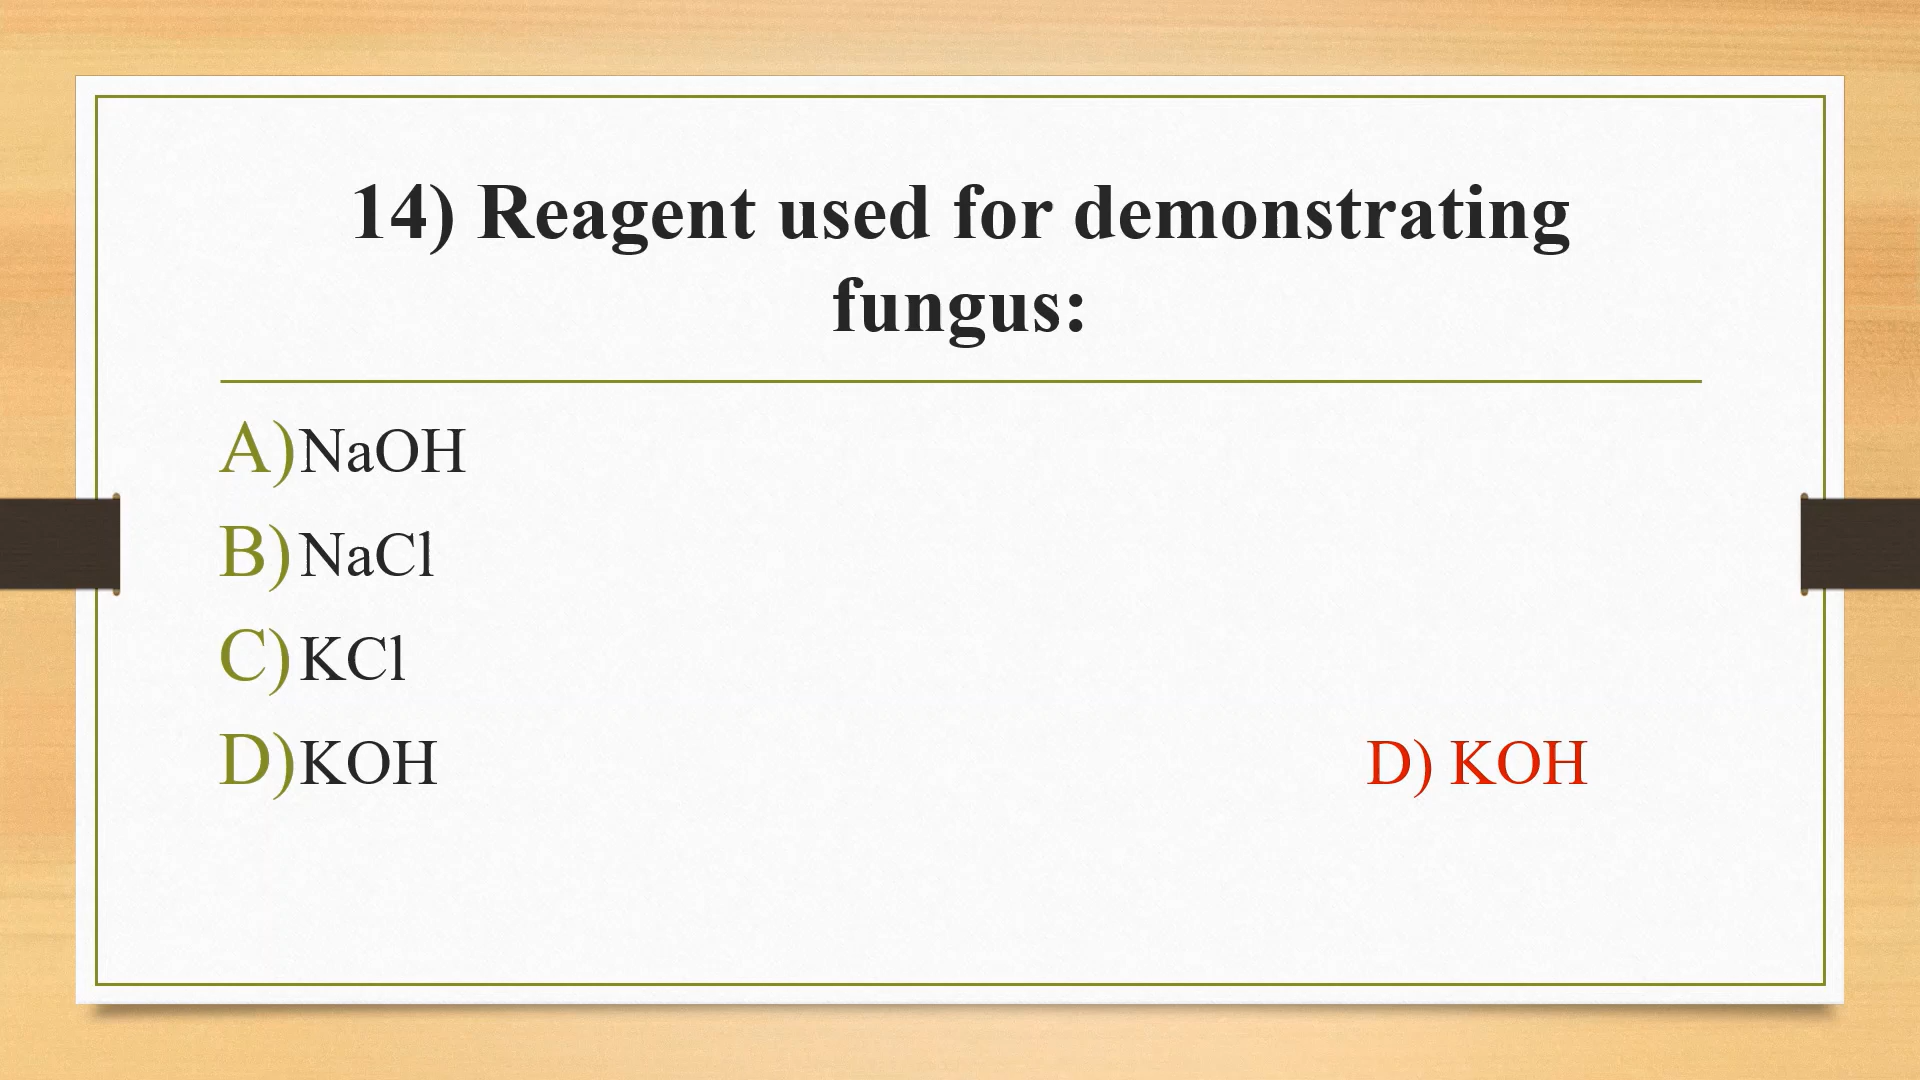 14) Reagent used for demonstrating
fungus:
A) NaOH
B) NaCl
C) KCl
D) KOH D) KOH